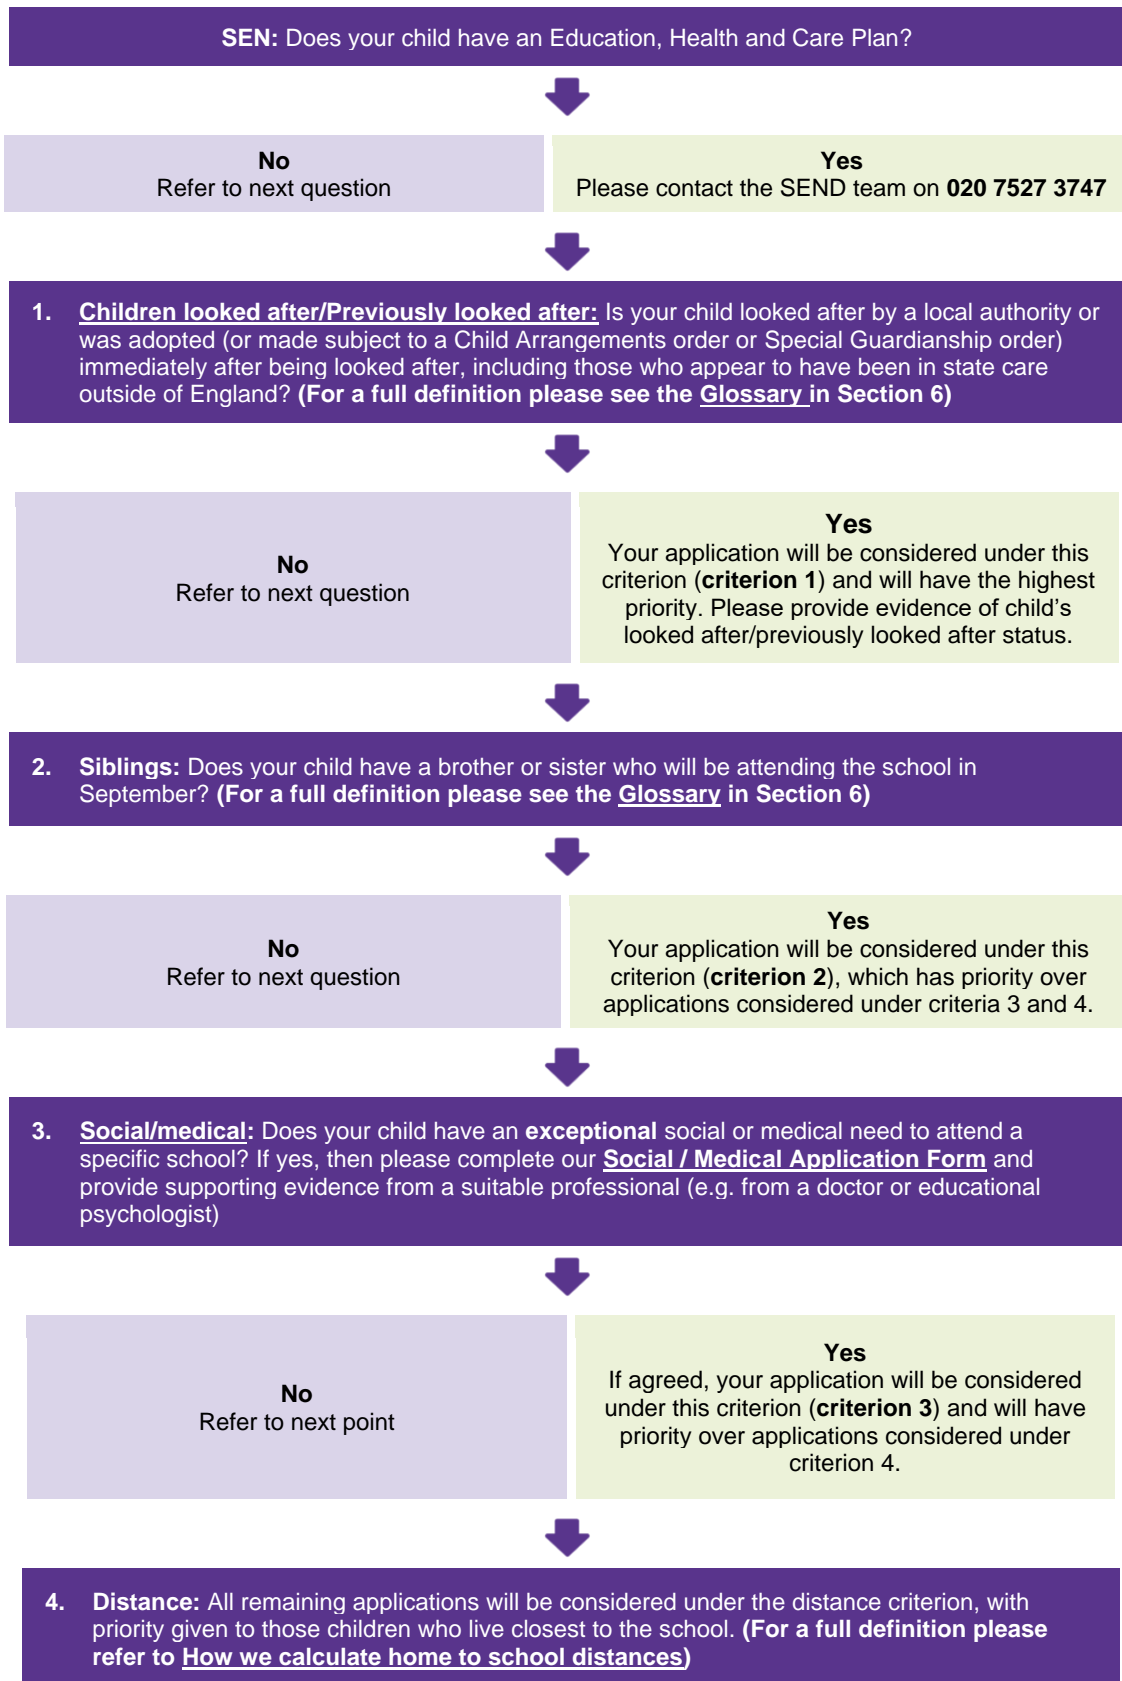 SEN: Does your child have an Education, Health and Care Plan?
No
Refer to next question
Yes
Please contact the SEND team on 020 7527 3747
1. Children looked after/Previously looked after: Is your child looked after by a local authority or
was adopted (or made subject to a Child Arrangements order or Special Guardianship order)
immediately after being looked after, including those who appear to have been in state care
outside of England? (For a full definition please see the Glossary in Section 6)
No
Refer to next question
Yes
Your application will be considered under this
criterion (criterion 1) and will have the highest
priority. Please provide evidence of child's
looked after/previously looked after status.
2. Siblings: Does your child have a brother or sister who will be attending the school in
September? (For a full definition please see the Glossary in Section 6)
No
Refer to next question
Yes
Your application will be considered under this
criterion (criterion 2), which has priority over
applications considered under criteria 3 and 4.
3. Social/medical: Does your child have an exceptional social or medical need to attend a
specific school? If yes, then please complete our Social / Medical Application Form and
provide supporting evidence from a suitable professional (e.g. from a doctor or educational
psychologist)
No
Refer to next point
Yes
If agreed, your application will be considered
under this criterion (criterion 3) and will have
priority over applications considered under
criterion 4.
4. Distance: All remaining applications will be considered under the distance criterion, with
priority given to those children who live closest to the school. (For a full definition please
refer to How we calculate home to school distances)